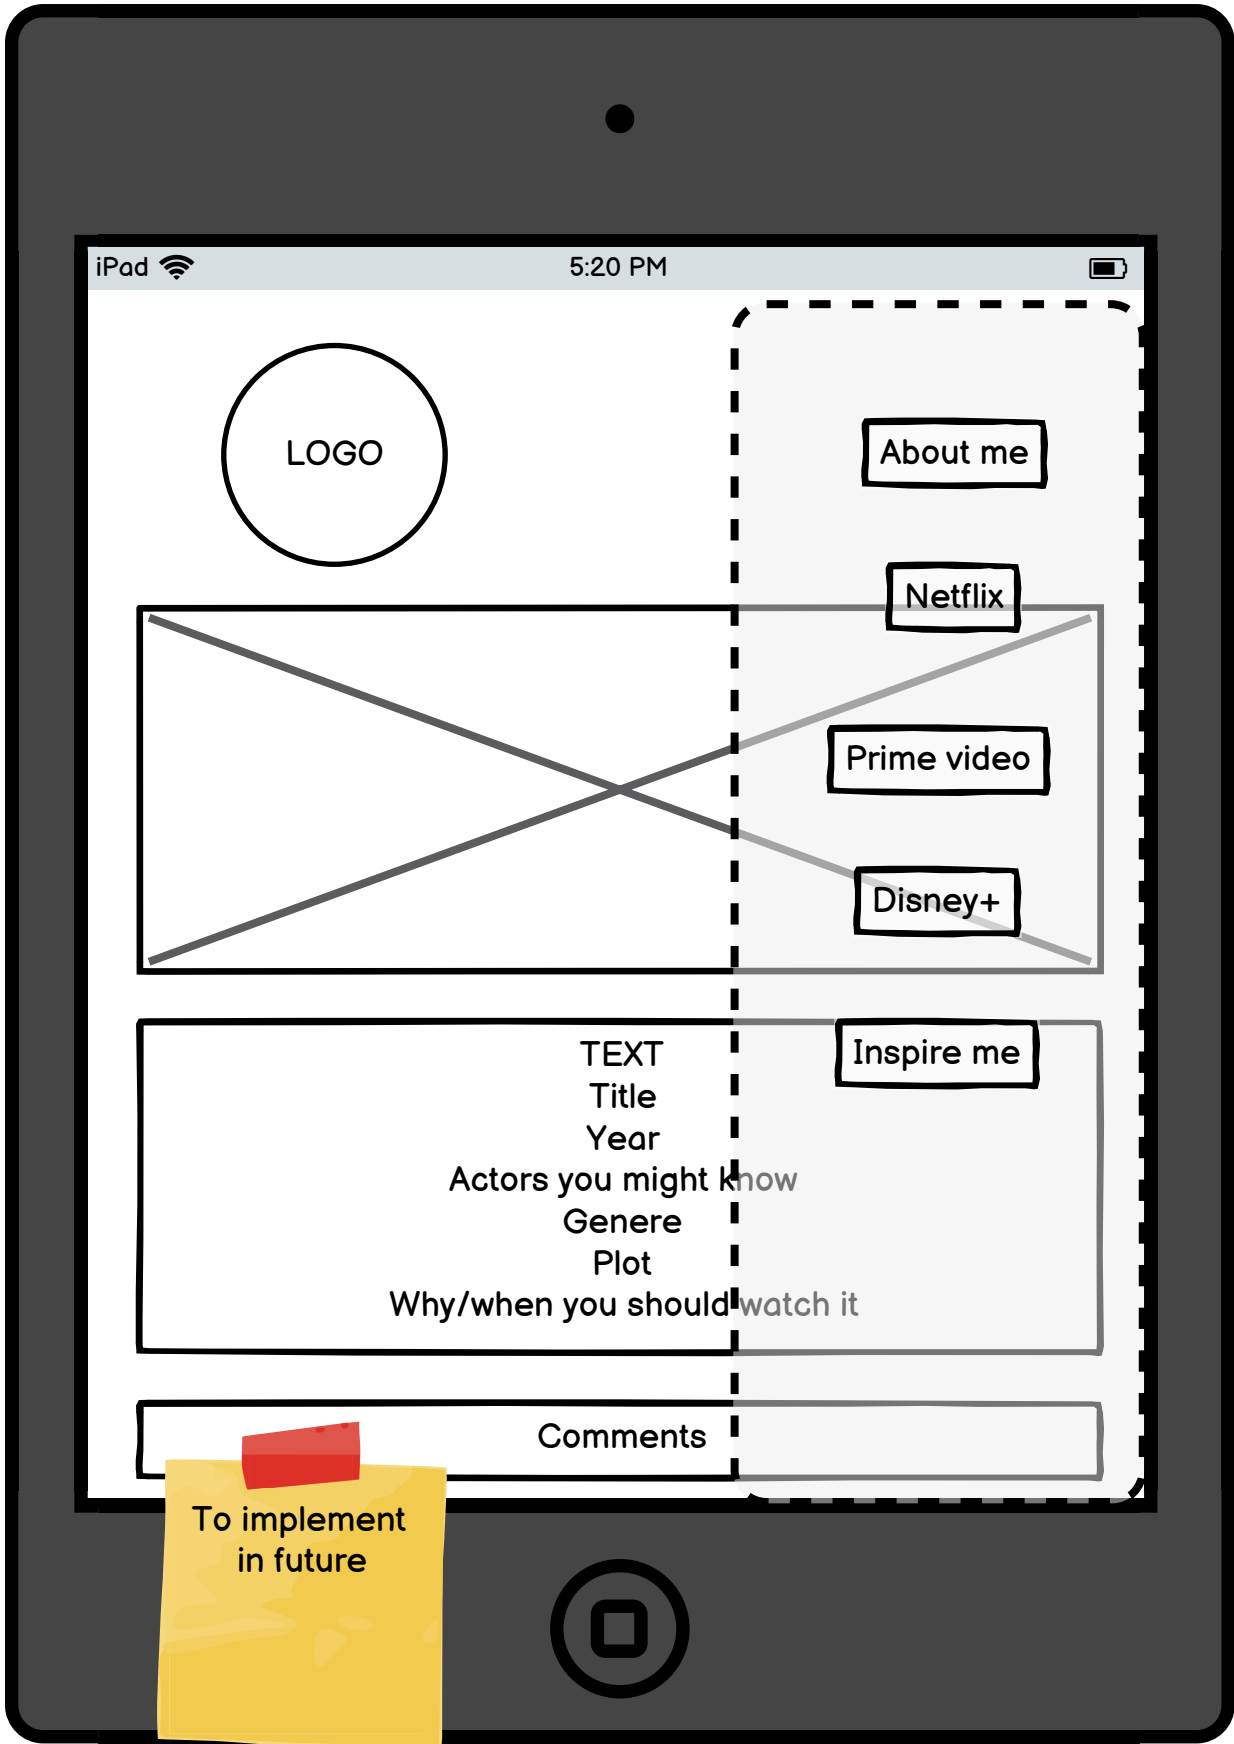 iPad
5:20 PM
LOGO
About me
Netflix
Prime video
Disney+
Inspire me
TEXT
Title
Year
Actors you might know
Genere
Plot
Why/when you should watch it
Comments
To implement
in future